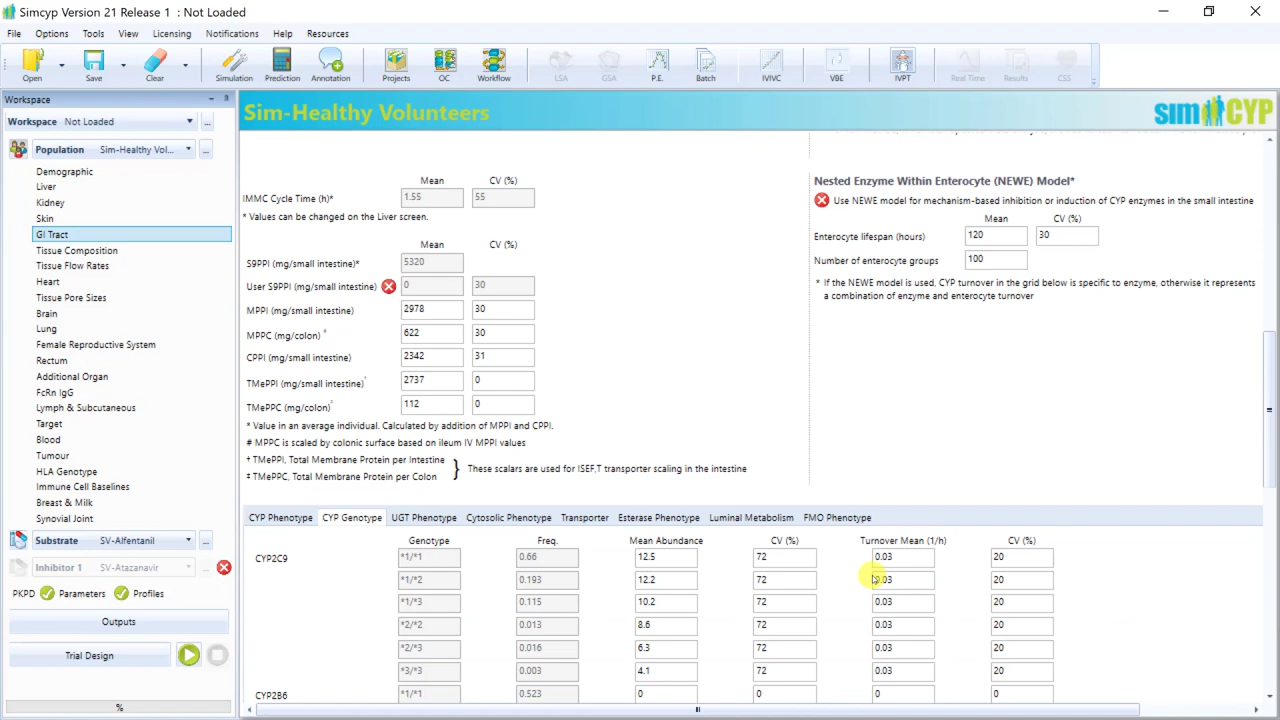 Simcyp Version 21 Release 1 : Not Loaded
File Options Tools View Licensing Notifications Help Resources
Open Save Clear Simulation Prediction Annotation Projects OC Workflow LSA GSA P.E. Batch IVIVC VBE IVPT Real Time Results CSS
Workspace
Workspace Not Loaded ...
Population Sim-Healthy Vol... ...
Demographic
Liver
Kidney
Skin
GI Tract
Tissue Composition
Tissue Flow Rates
Heart
Tissue Pore Sizes
Brain
Lung
Female Reproductive System
Rectum
Additional Organ
FcRn IgG
Lymph & Subcutaneous
Target
Blood
Tumour
HLA Genotype
Immune Cell Baselines
Breast & Milk
Synovial Joint
Substrate SV-Alfentanil ...
Inhibitor 1 SV-Atazanavir ...
PKPD Parameters Profiles
Outputs
Trial Design
%
Sim-Healthy Volunteers
simCYP
Mean CV (%)
IMMC Cycle Time (h)* 1.55 55
* Values can be changed on the Liver screen.
Mean CV (%)
S9PPI (mg/small intestine)* 5320
User S9PPI (mg/small intestine) 0 30
MPPI (mg/small intestine) 2978 30
MPPC (mg/colon) # 622 30
CPPI (mg/small intestine) 2342 31
TMePPI (mg/small intestine)† 2737 0
TMePPC (mg/colon)‡ 112 0
* Value in an average individual. Calculated by addition of MPPI and CPPI.
# MPPC is scaled by colonic surface based on ileum IV MPPI values
† TMePPI, Total Membrane Protein per Intestine
‡ TMePPC, Total Membrane Protein per Colon
} These scalars are used for ISEF,T transporter scaling in the intestine
Nested Enzyme Within Enterocyte (NEWE) Model*
Use NEWE model for mechanism-based inhibition or induction of CYP enzymes in the small intestine
Mean CV (%)
Enterocyte lifespan (hours) 120 30
Number of enterocyte groups 100
* If the NEWE model is used, CYP turnover in the grid below is specific to enzyme, otherwise it represents
a combination of enzyme and enterocyte turnover
CYP Phenotype CYP Genotype UGT Phenotype Cytosolic Phenotype Transporter Esterase Phenotype Luminal Metabolism FMO Phenotype
Genotype Freq. Mean Abundance CV (%) Turnover Mean (1/h) CV (%)
CYP2C9 *1/*1 0.66 12.5 72 0.03 20
*1/*2 0.193 12.2 72 0.03 20
*1/*3 0.115 10.2 72 0.03 20
*2/*2 0.013 8.6 72 0.03 20
*2/*3 0.016 6.3 72 0.03 20
*3/*3 0.003 4.1 72 0.03 20
CYP2B6 *1/*1 0.523 0 0 0 0